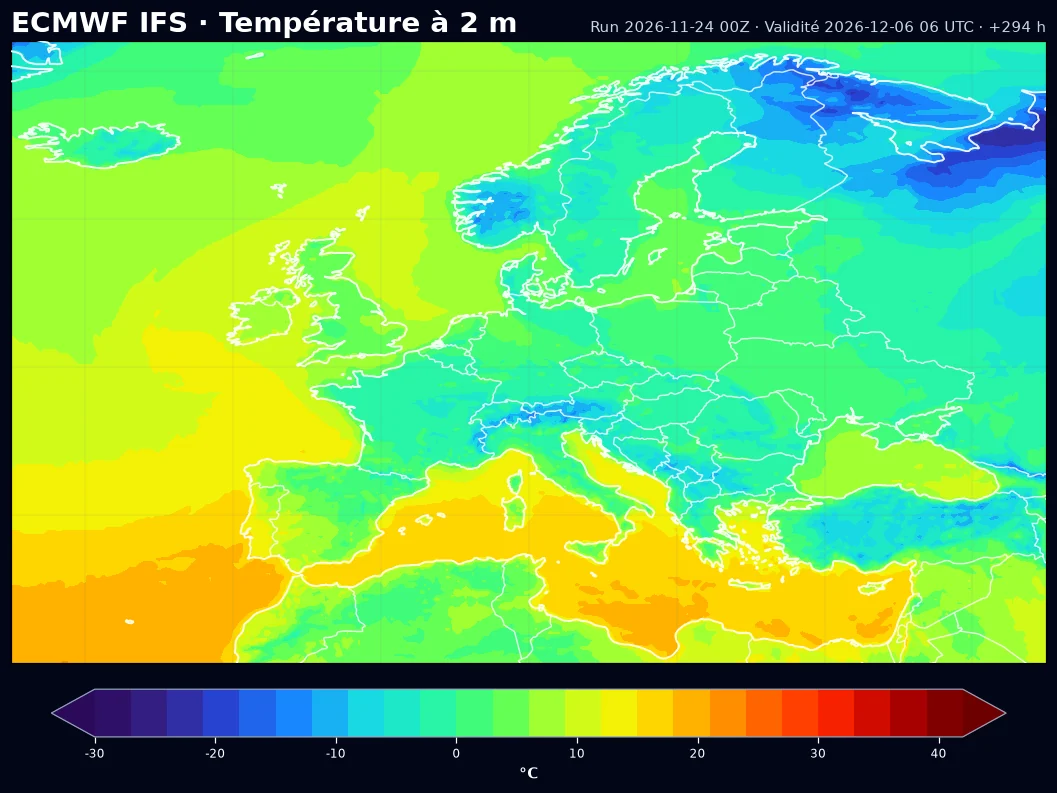 ECMWF IFS · Température à 2 m
Run 2026-11-24 00Z · Validité 2026-12-06 06 UTC · +294 h
-30 -20 -10 0 10 20 30 40
°C